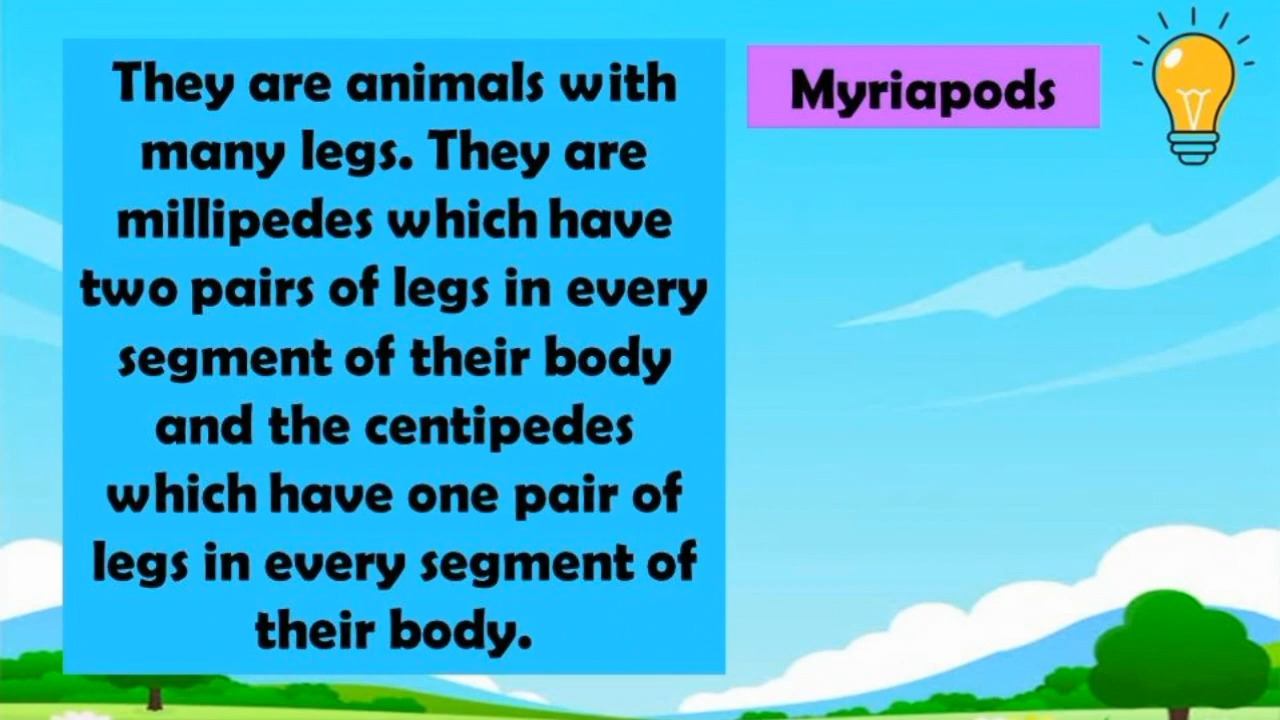 They are animals with
many legs. They are
millipedes which have
two pairs of legs in every
segment of their body
and the centipedes
which have one pair of
legs in every segment of
their body.
Myriapods